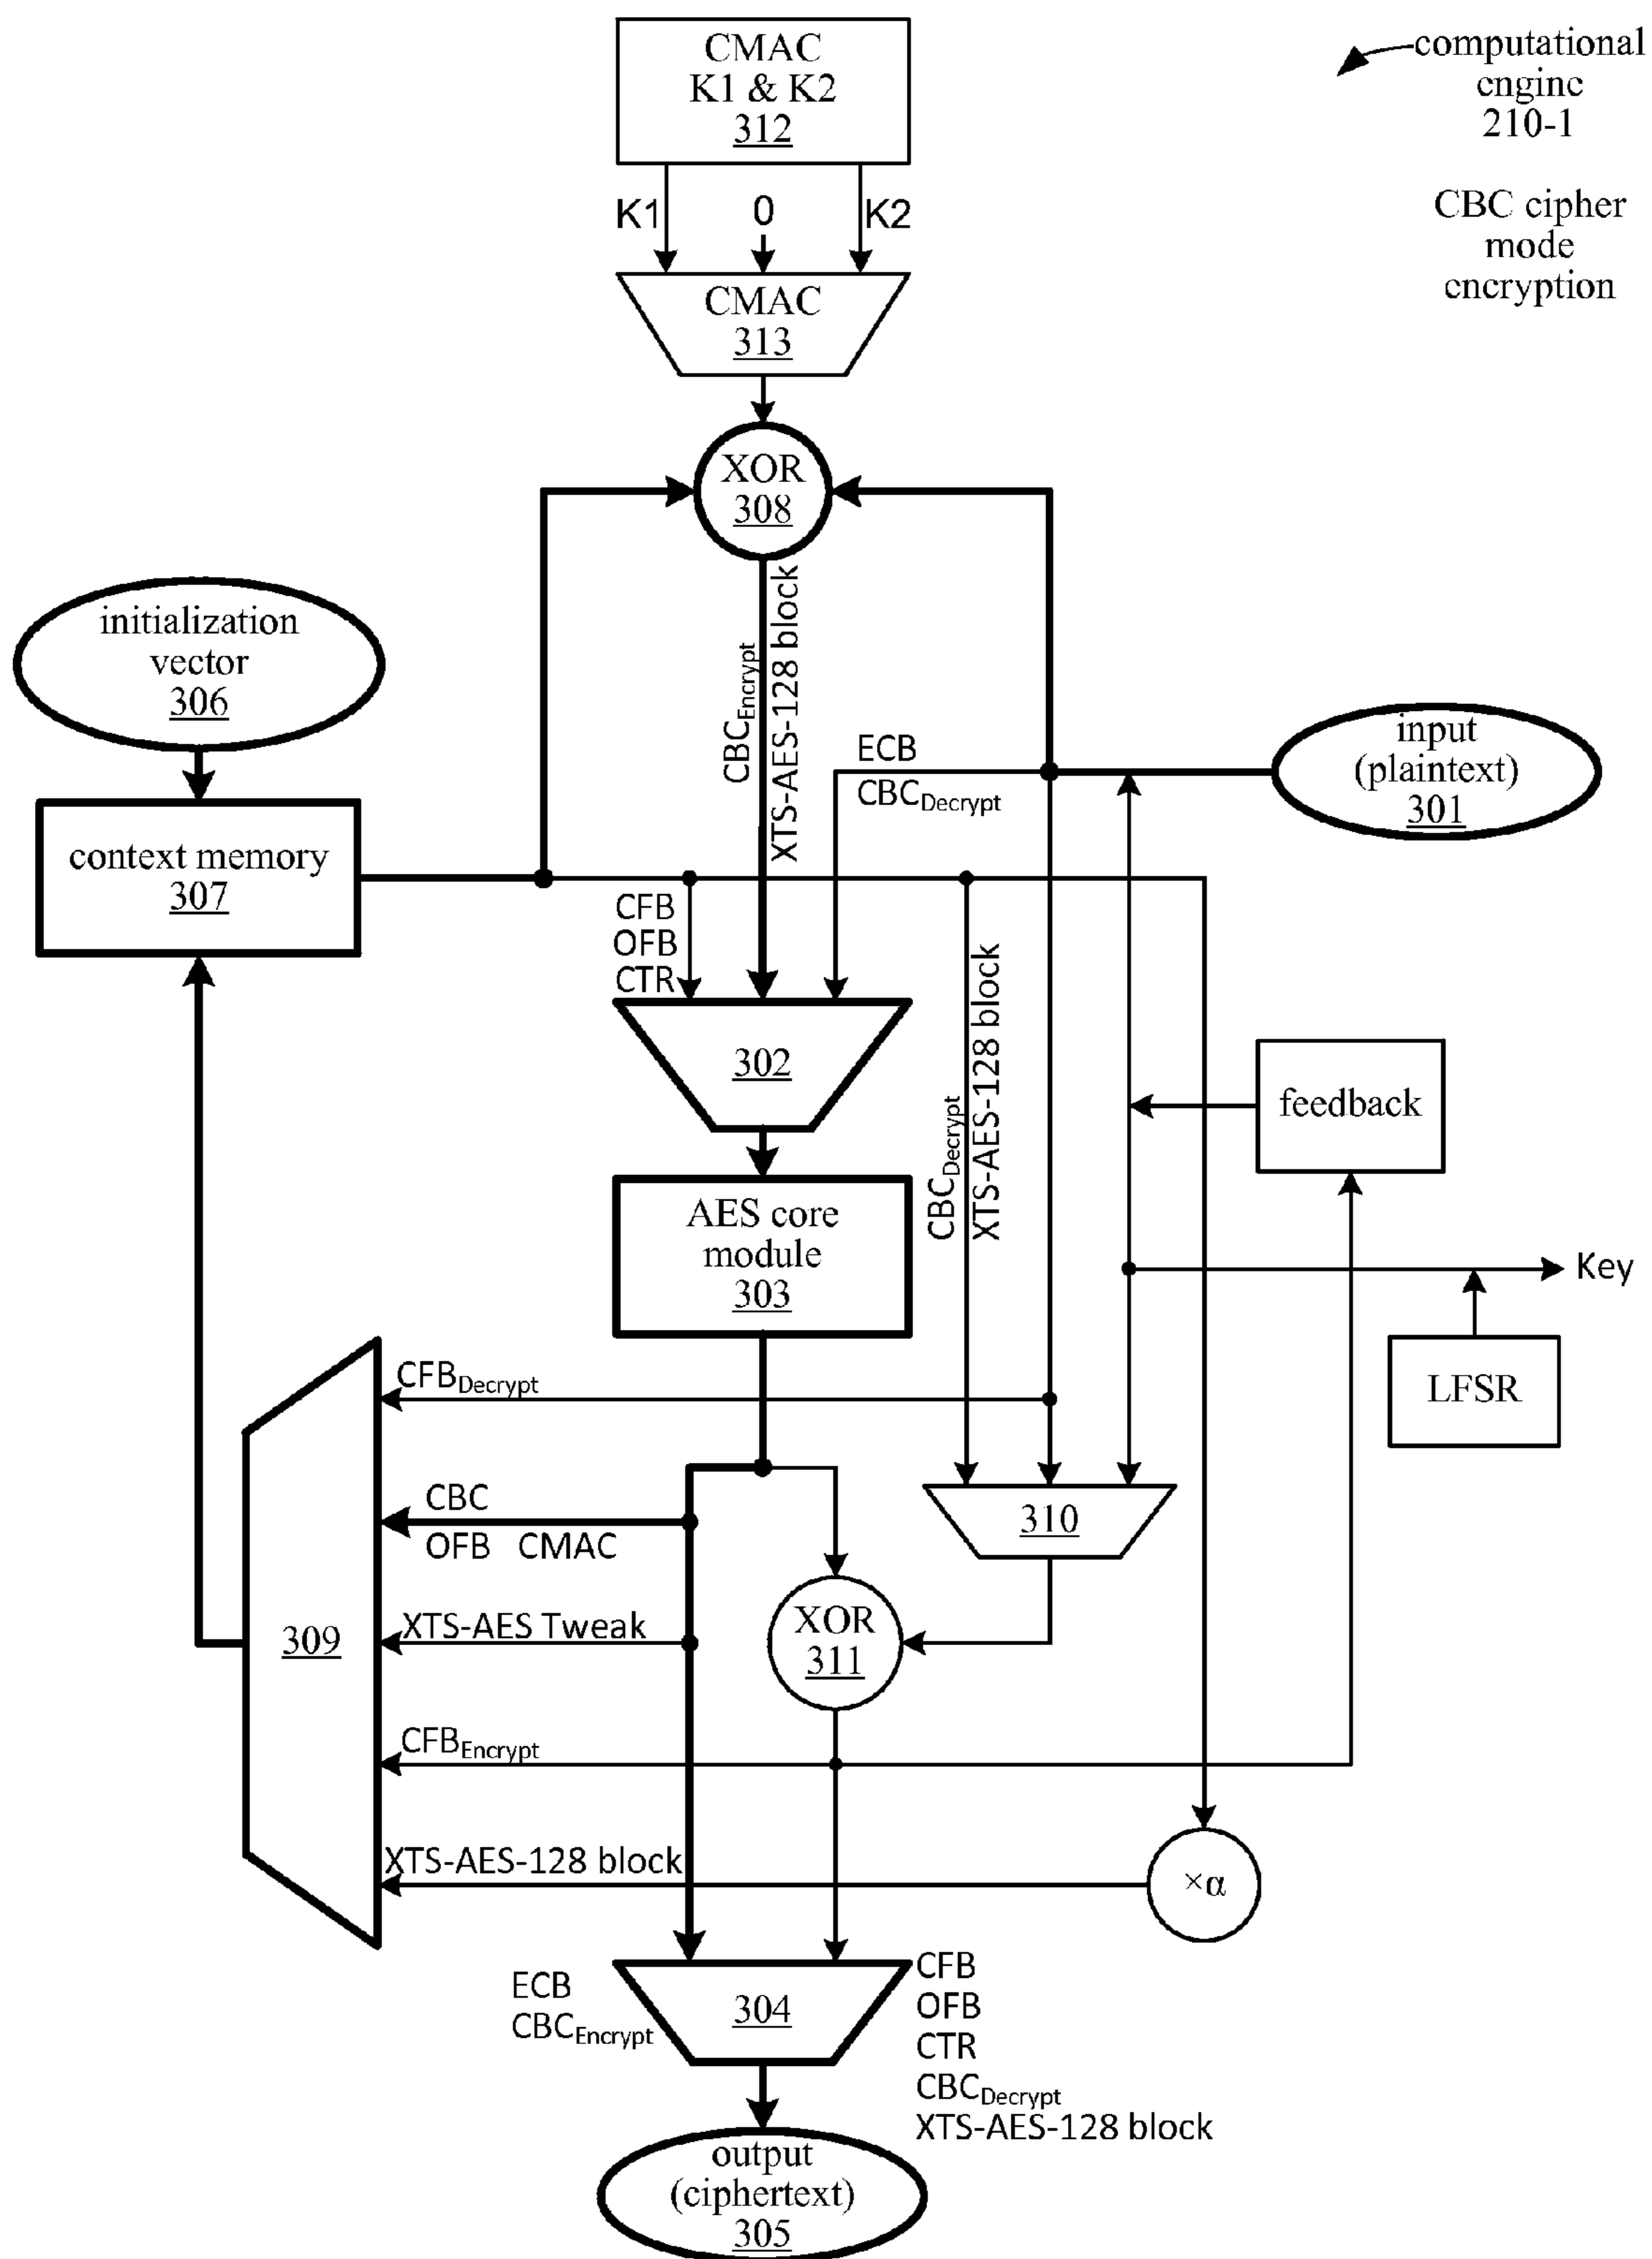 CMAC
K1 & K2
312
computational
engine
210-1
CBC cipher
mode
encryption
K1
0
K2
CMAC
313
XOR
308
initialization
vector
306
CBCEncrypt
XTS-AES-128 block
ECB
CBCDecrypt
input
(plaintext)
301
context memory
307
CFB
OFB
CTR
302
CBCDecrypt
XTS-AES-128 block
feedback
AES core
module
303
Key
LFSR
CFBDecrypt
CBC
OFB CMAC
310
309
XTS-AES Tweak
XOR
311
CFBEncrypt
XTS-AES-128 block
×α
ECB
CBCEncrypt
304
CFB
OFB
CTR
CBCDecrypt
XTS-AES-128 block
output
(ciphertext)
305